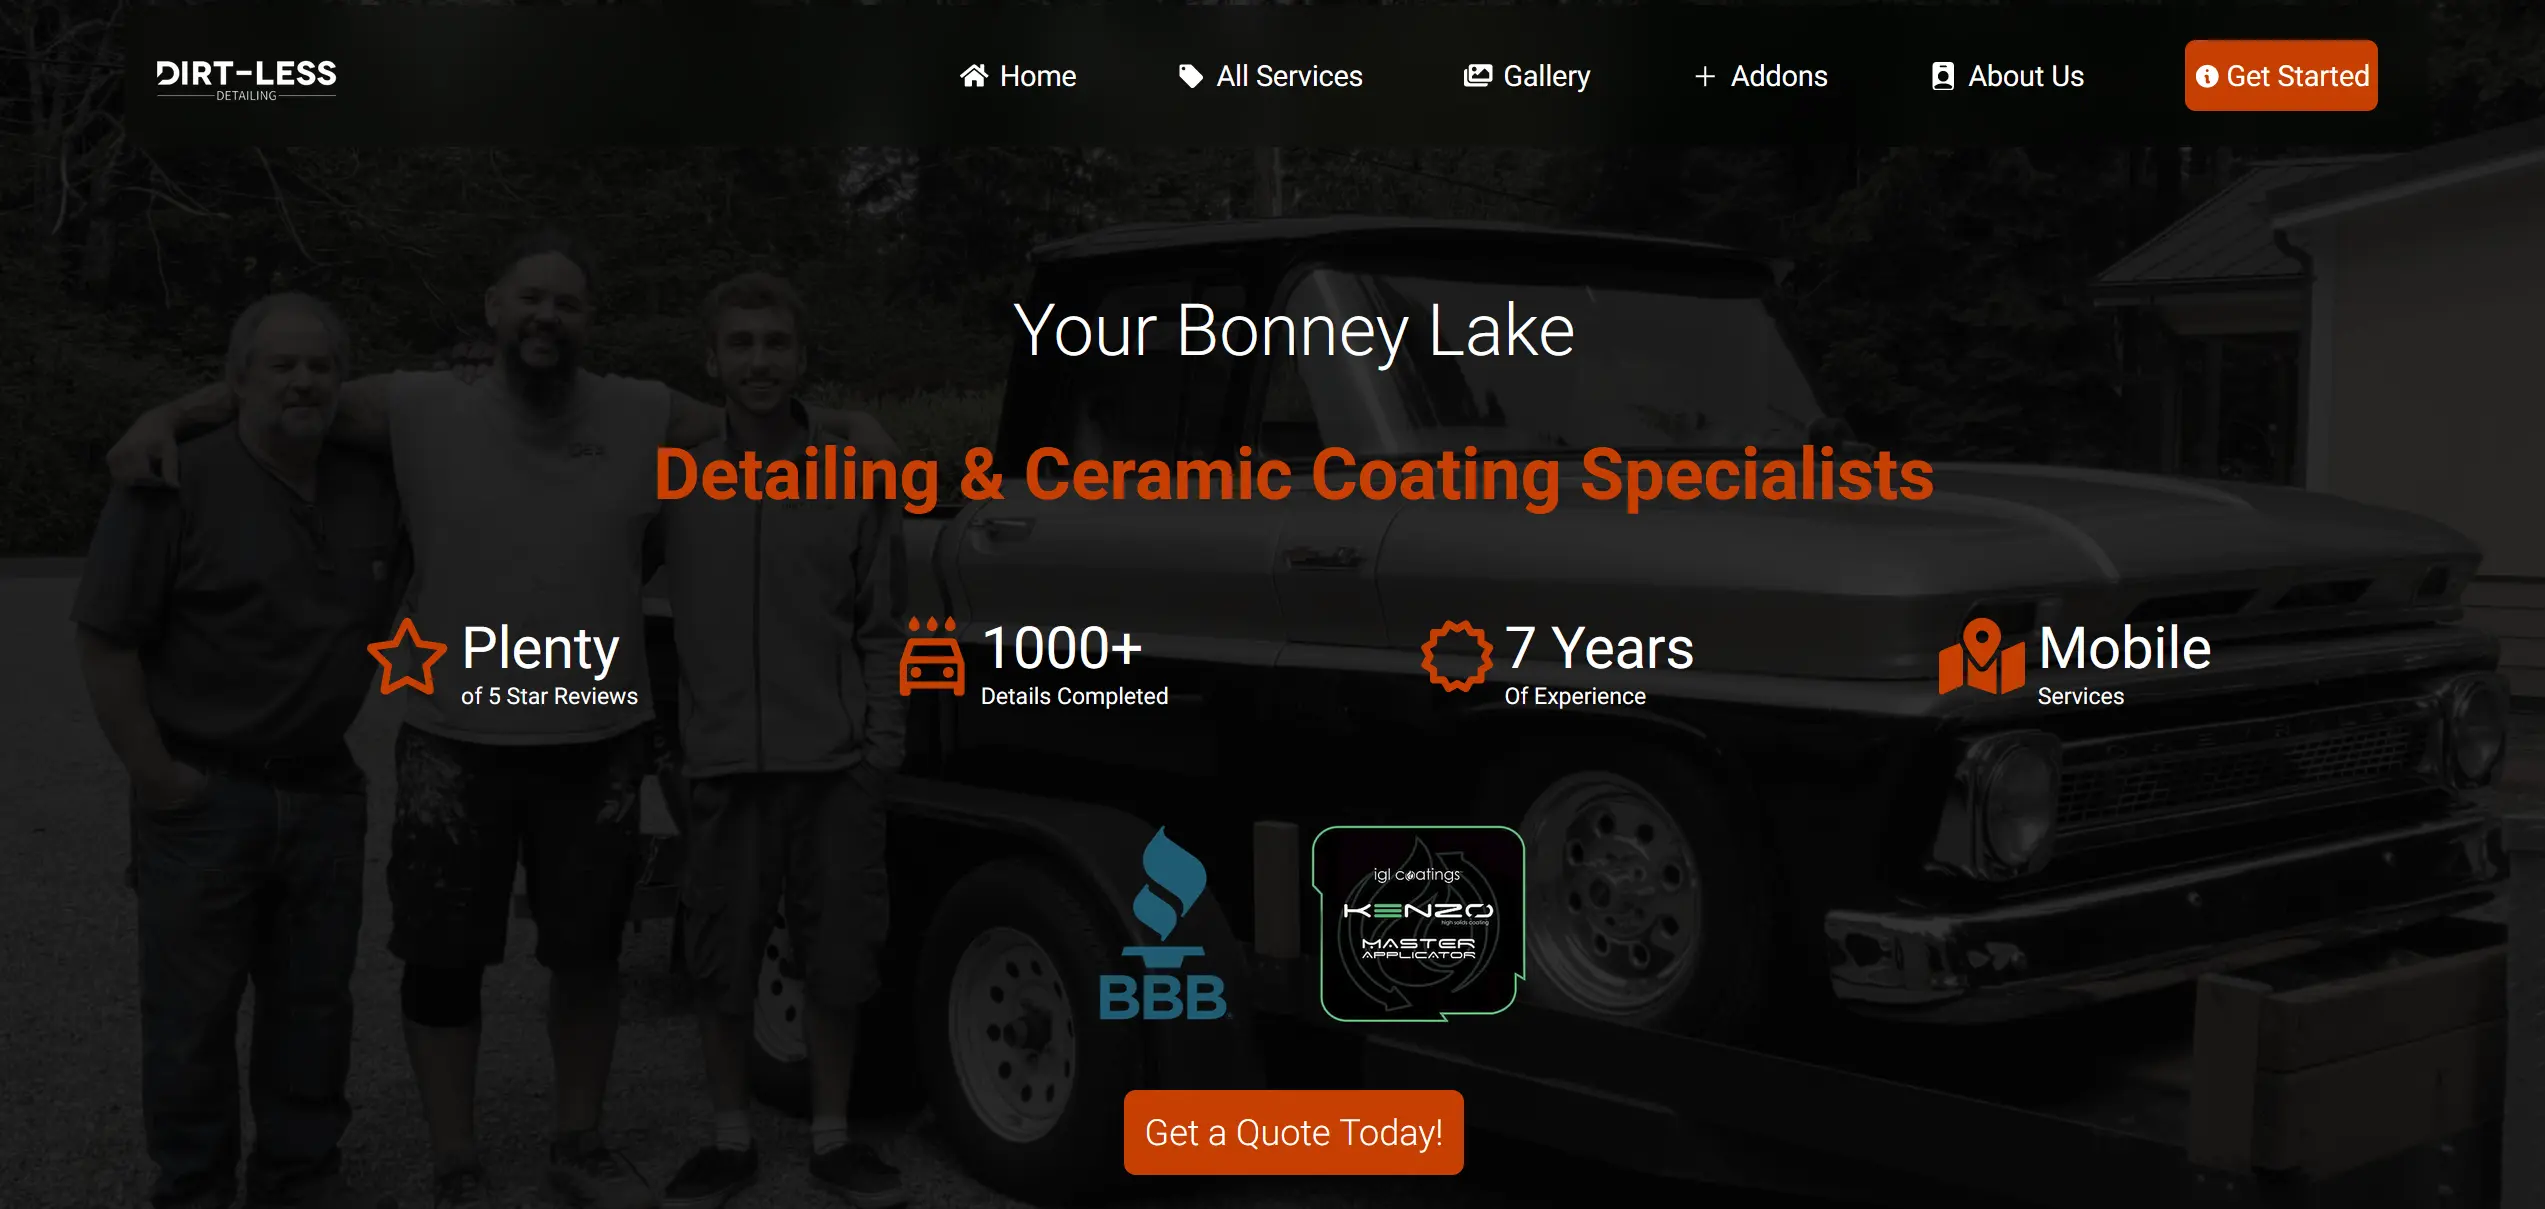 DIRT-LESS
DETAILING
Home
All Services
Gallery
Addons
About Us
Get Started
Your Bonney Lake
Detailing & Ceramic Coating Specialists
Plenty
of 5 Star Reviews
1000+
Details Completed
7 Years
Of Experience
Mobile
Services
BBB
igl coatings
KENZO
high solids coating
MASTER
APPLICATOR
Get a Quote Today!